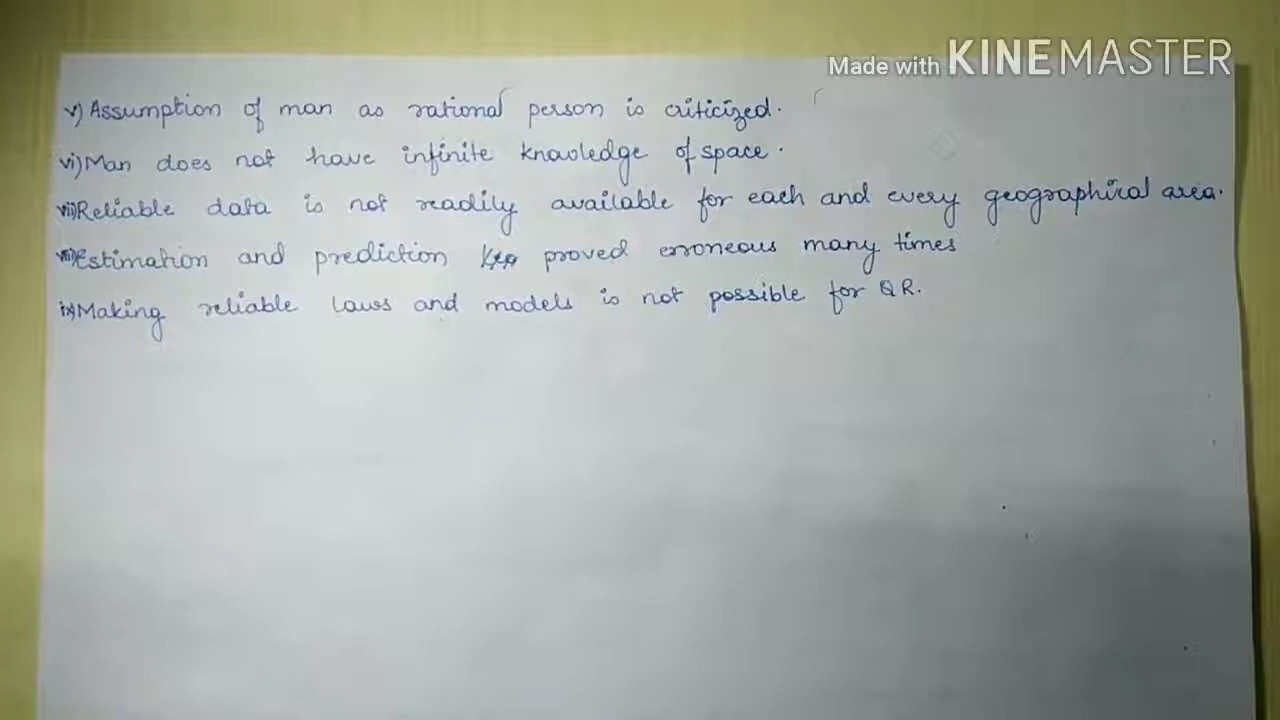 Made with KINEMASTER
v) Assumption of man as rational person is criticized.
vi) Man does not have infinite knowledge of space.
vii) Reliable data is not readily available for each and every geographical area.
viii) Estimation and prediction proved erroneous many times
ix) Making reliable laws and models is not possible for QR.